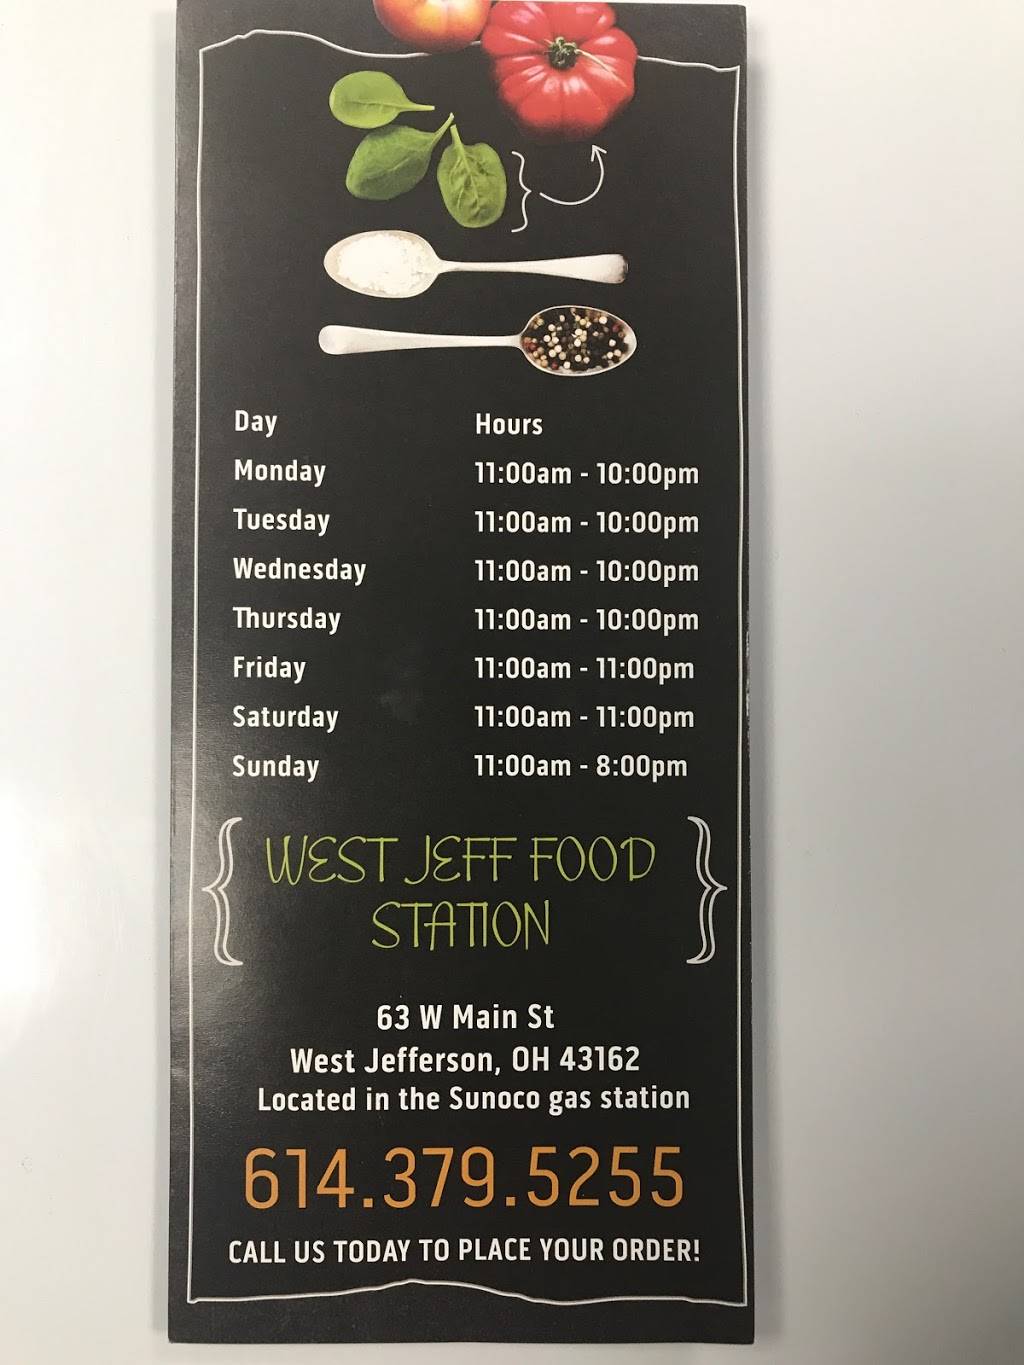 Day Hours
Monday 11:00am - 10:00pm
Tuesday 11:00am - 10:00pm
Wednesday 11:00am - 10:00pm
Thursday 11:00am - 10:00pm
Friday 11:00am - 11:00pm
Saturday 11:00am - 11:00pm
Sunday 11:00am - 8:00pm
WEST JEFF FOOD
STATION
63 W Main St
West Jefferson, OH 43162
Located in the Sunoco gas station
614.379.5255
CALL US TODAY TO PLACE YOUR ORDER!